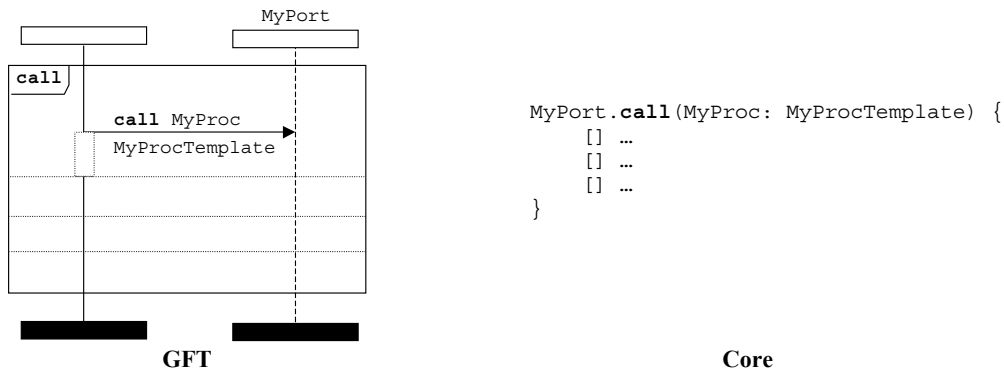 MyPort
call
call MyProc
MyProcTemplate
GFT
MyPort.call(MyProc: MyProcTemplate) {
[] …
[] …
[] …
}
Core